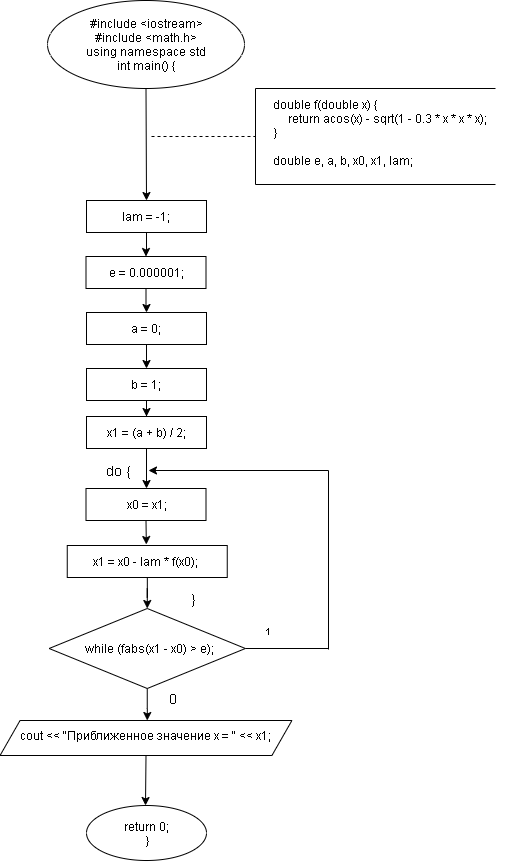 #include <iostream>
#include <math.h>
using namespace std
int main() {
double f(double x) {
return acos(x) - sqrt(1 - 0.3 * x * x * x);
}
double e, a, b, x0, x1, lam;
lam = -1;
e = 0.000001;
a = 0;
b = 1;
x1 = (a + b) / 2;
do {
x0 = x1;
x1 = x0 - lam * f(x0);
}
while (fabs(x1 - x0) > e);
1
0
cout << "Приближенное значение x = " << x1;
return 0;
}